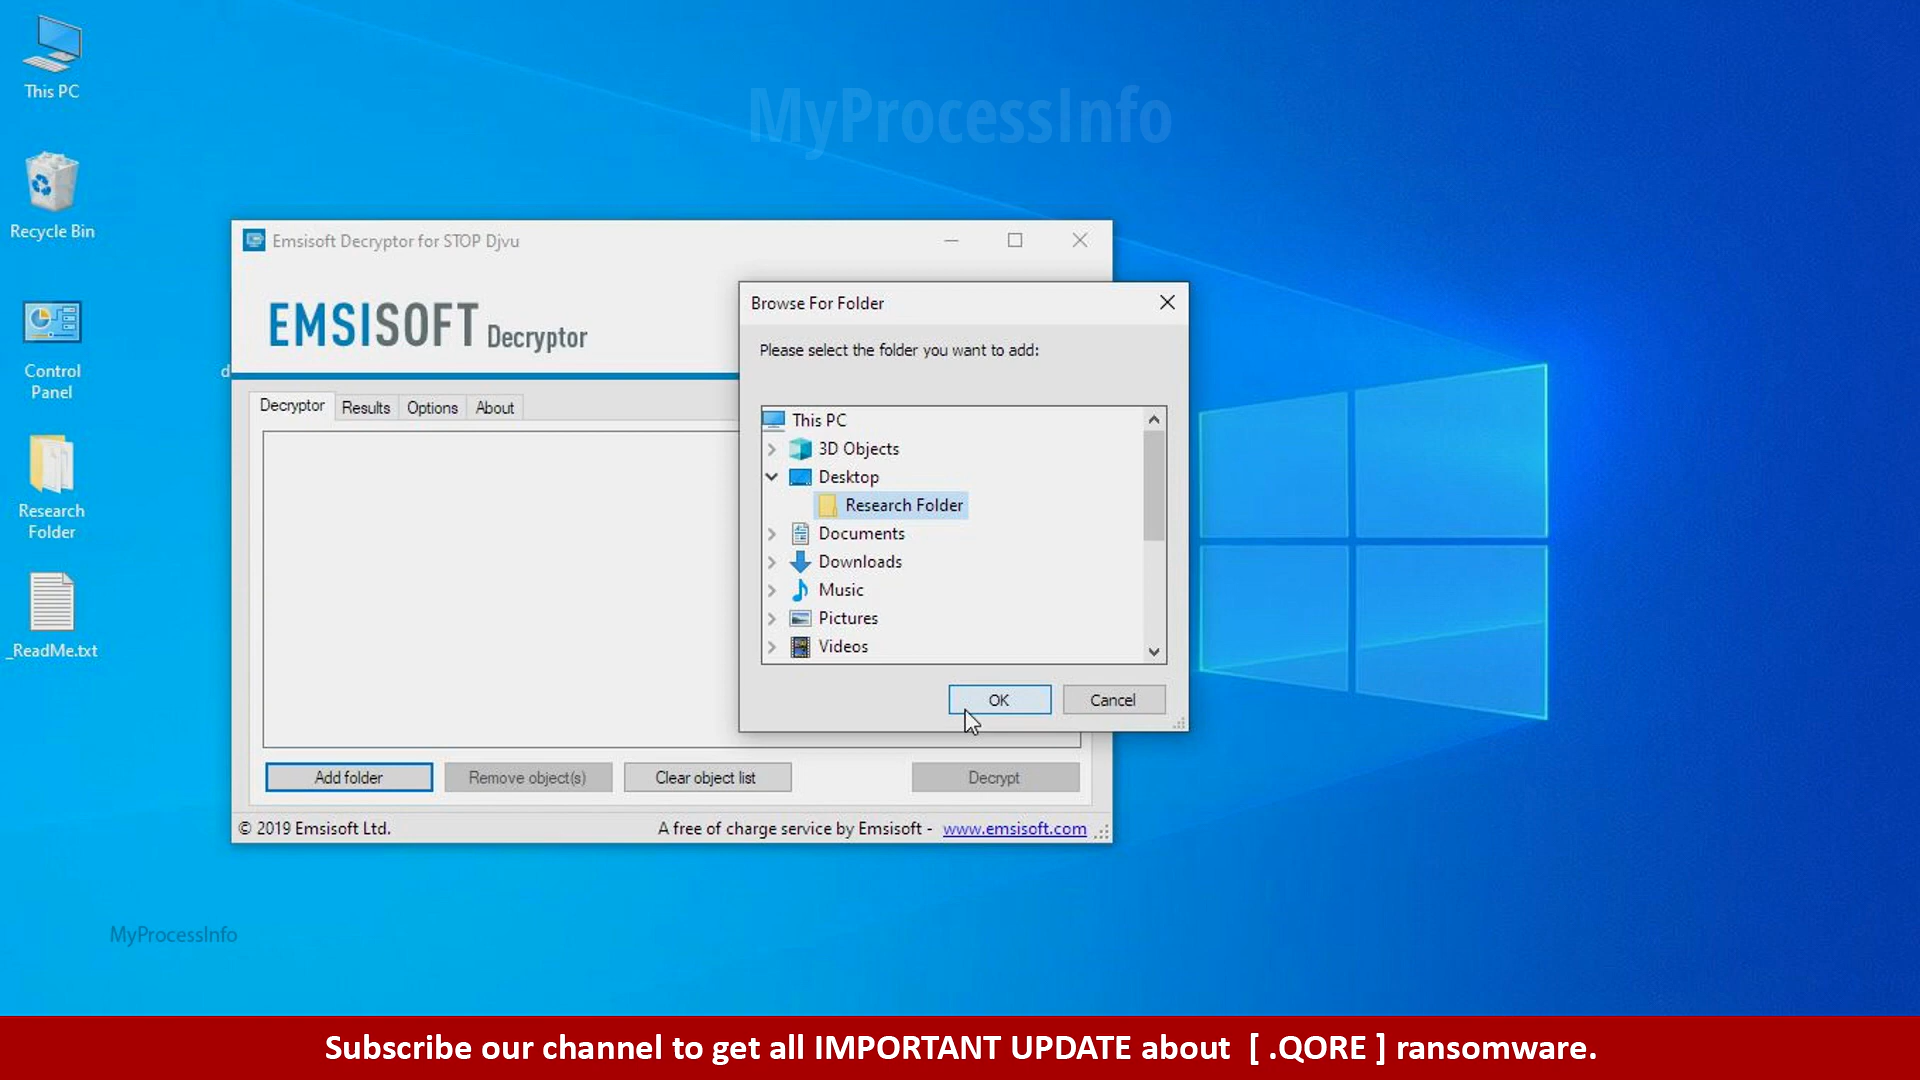 This PC
Recycle Bin
Control
Panel
Research
Folder
_ReadMe.txt
MyProcessInfo
Emsisoft Decryptor for STOP Djvu
EMSISOFT Decryptor
d
Decryptor Results Options About
Add folder Remove object(s) Clear object list Decrypt
© 2019 Emsisoft Ltd. A free of charge service by Emsisoft - www.emsisoft.com
Browse For Folder
Please select the folder you want to add:
This PC
3D Objects
Desktop
Research Folder
Documents
Downloads
Music
Pictures
Videos
OK Cancel
MyProcessInfo
Subscribe our channel to get all IMPORTANT UPDATE about [ .QORE ] ransomware.